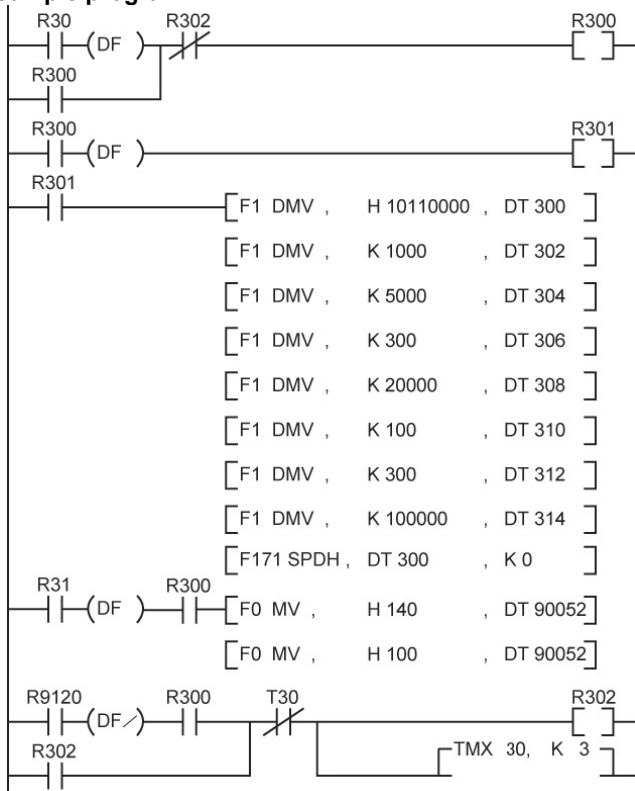 R30 R302 R300
(DF )
R300
R300 R301
(DF )
R301
[F1 DMV , H 10110000 , DT 300 ]
[F1 DMV , K 1000 , DT 302 ]
[F1 DMV , K 5000 , DT 304 ]
[F1 DMV , K 300 , DT 306 ]
[F1 DMV , K 20000 , DT 308 ]
[F1 DMV , K 100 , DT 310 ]
[F1 DMV , K 300 , DT 312 ]
[F1 DMV , K 100000 , DT 314 ]
[F171 SPDH , DT 300 , K 0 ]
R31 R300
(DF ) [F0 MV , H 140 , DT 90052]
[F0 MV , H 100 , DT 90052]
R9120 R300 T30 R302
(DF/)
R302
TMX 30, K 3